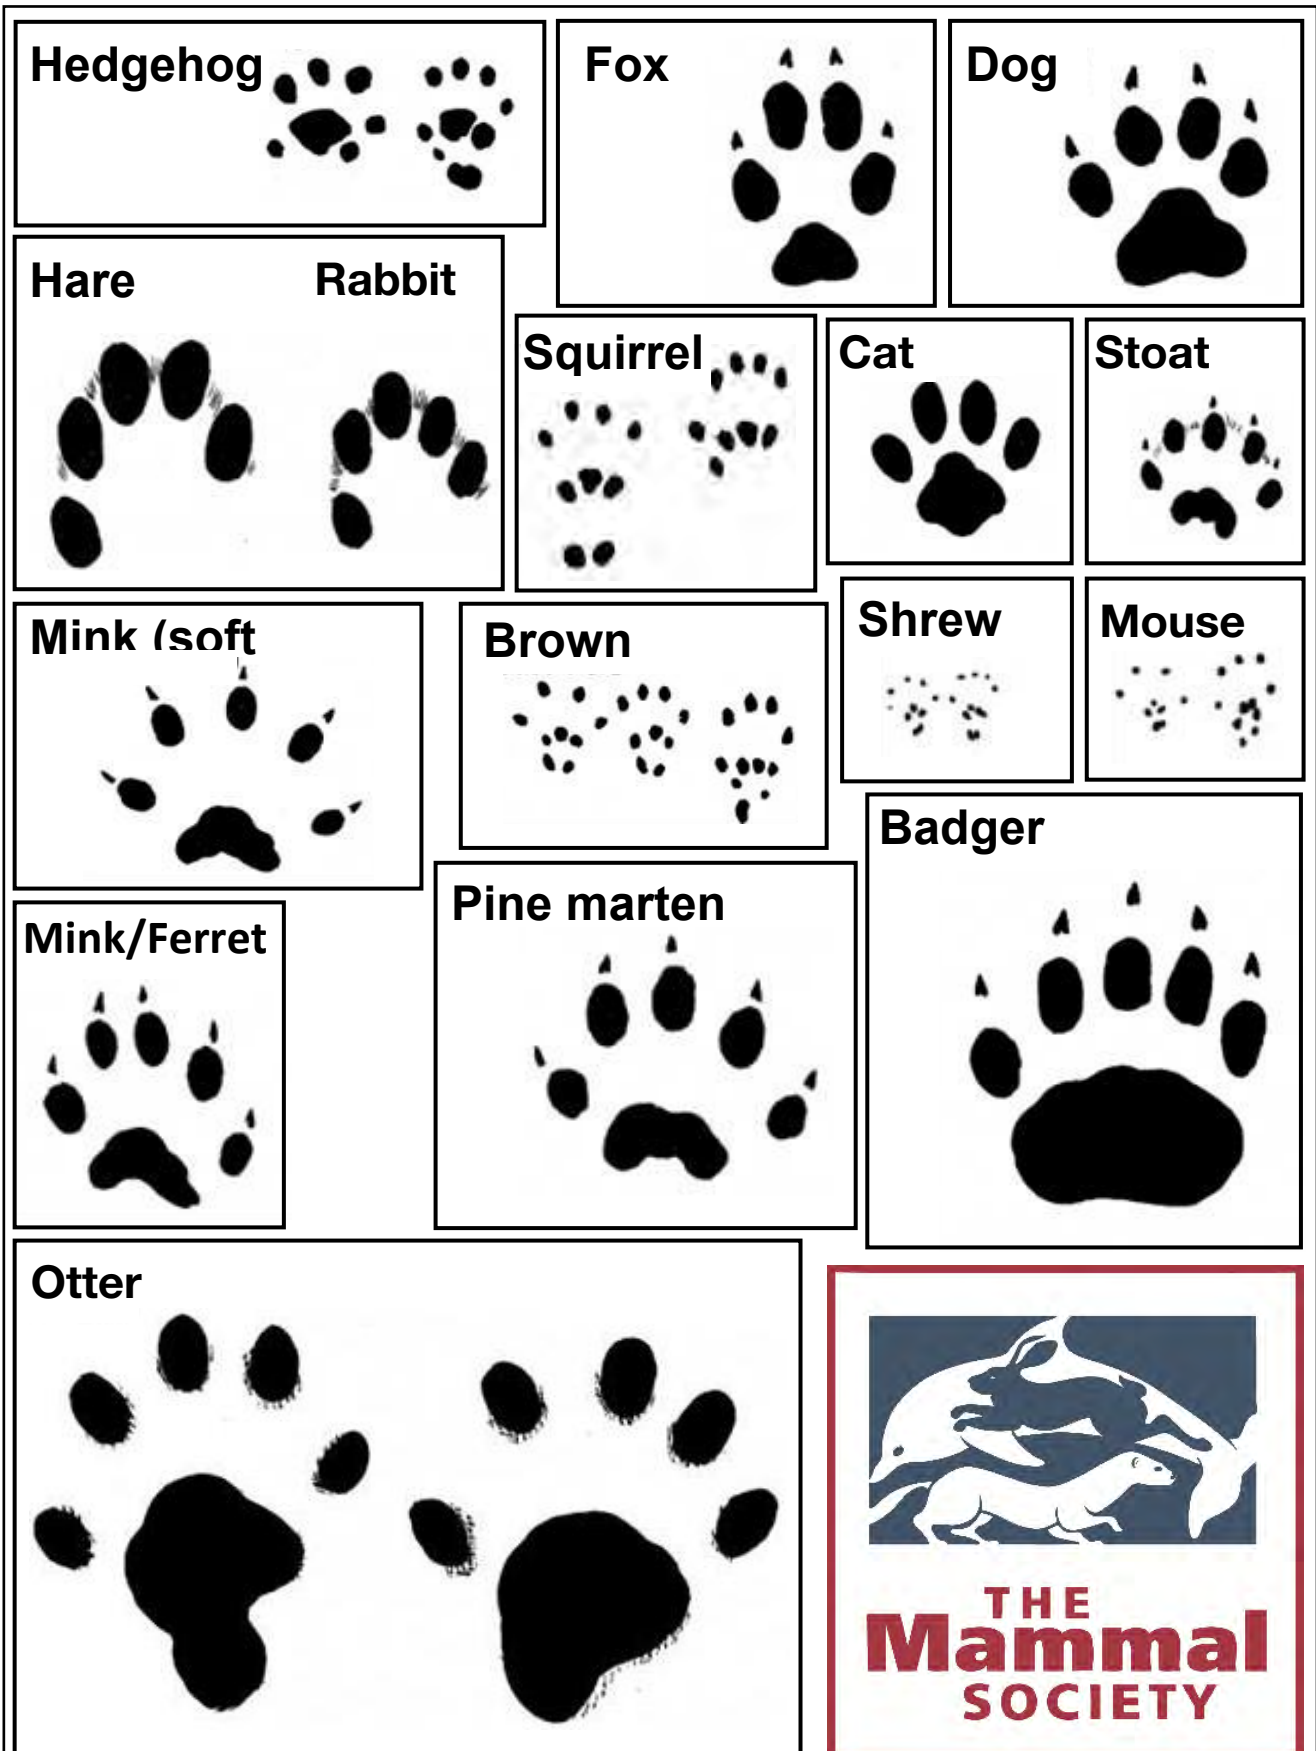 Hedgehog
Fox
Dog
Hare
Rabbit
Squirrel
Cat
Stoat
Mink (soft
Brown
Shrew
Mouse
Badger
Pine marten
Mink/Ferret
Otter
THE
Mammal
SOCIETY